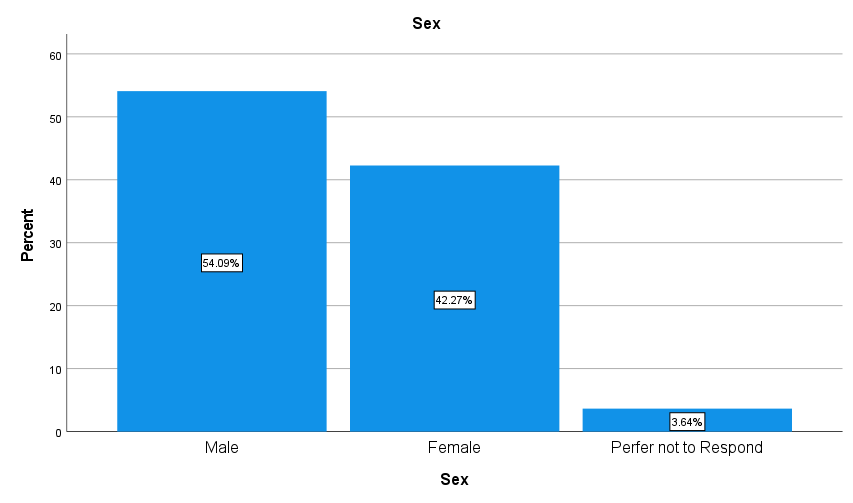 Sex
60
50
40
30
20
10
0
Percent
54.09%
42.27%
3.64%
Male Female Perfer not to Respond
Sex